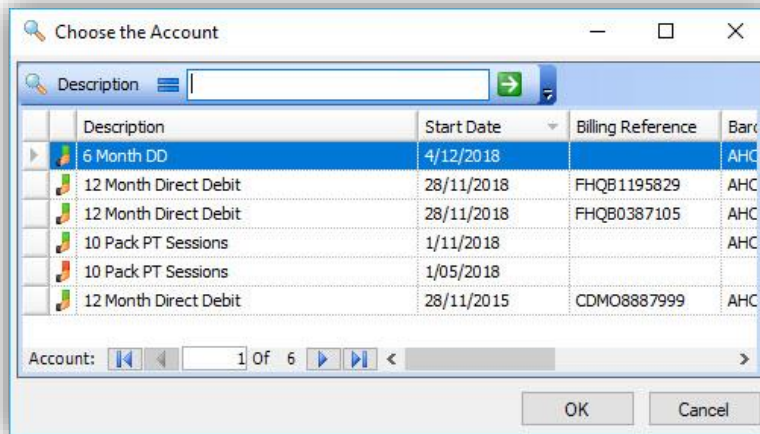 Choose the Account
Description
Description Start Date Billing Reference Barc
6 Month DD 4/12/2018 AHC
12 Month Direct Debit 28/11/2018 FHQB1195829 AHC
12 Month Direct Debit 28/11/2018 FHQB0387105 AHC
10 Pack PT Sessions 1/11/2018 AHC
10 Pack PT Sessions 1/05/2018
12 Month Direct Debit 28/11/2015 CDMO8887999 AHC
Account: 1 Of 6
OK Cancel